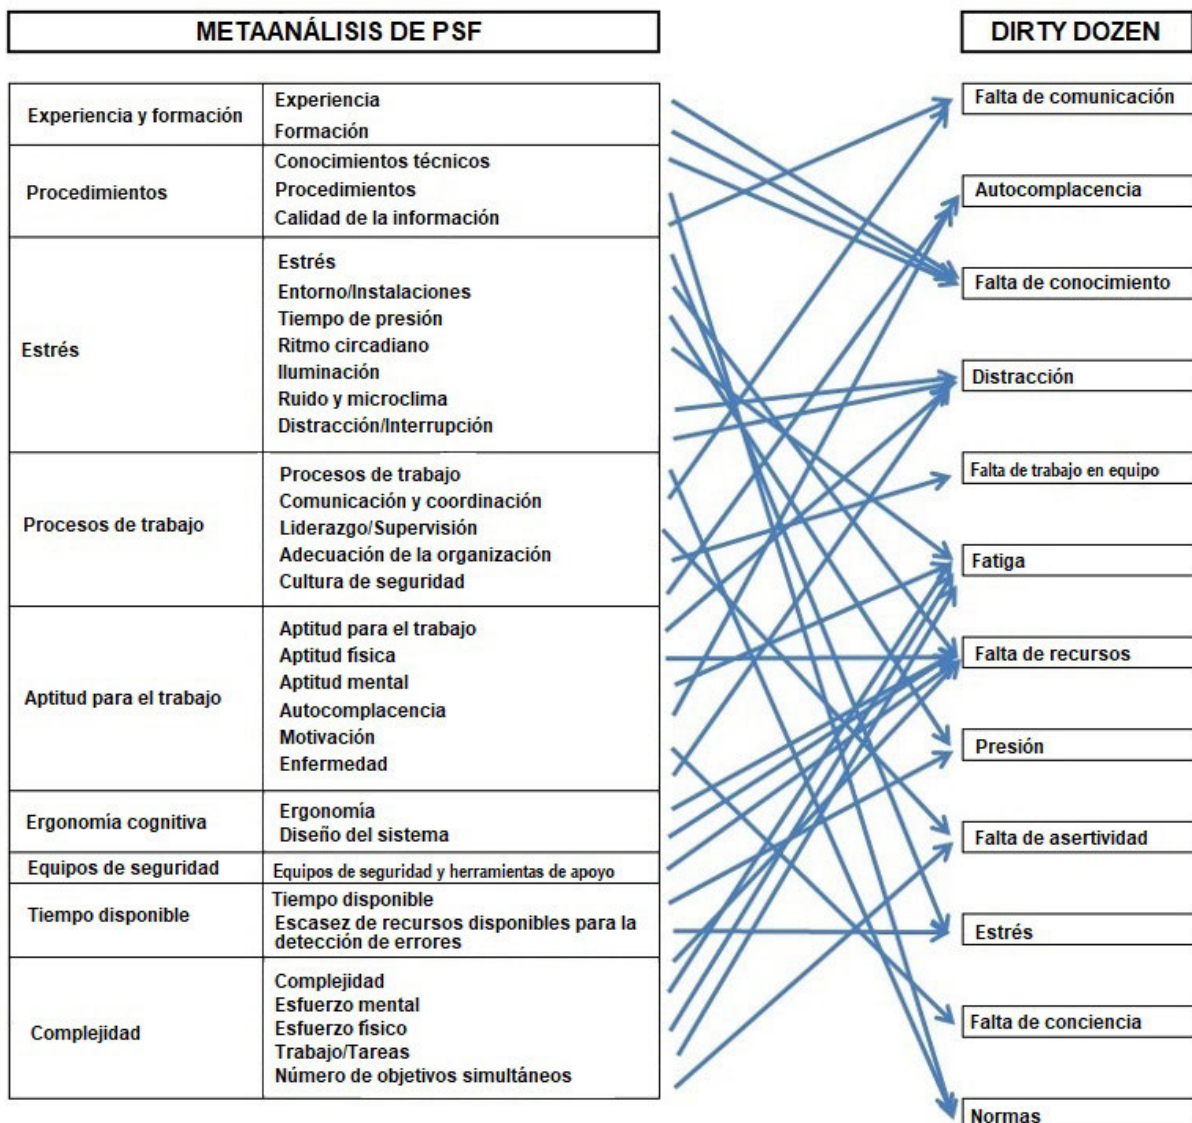 METAANÁLISIS DE PSF
DIRTY DOZEN
Experiencia y formación
Experiencia
Formación
Procedimientos
Conocimientos técnicos
Procedimientos
Calidad de la información
Estrés
Estrés
Entorno/Instalaciones
Tiempo de presión
Ritmo circadiano
Iluminación
Ruido y microclima
Distracción/Interrupción
Procesos de trabajo
Procesos de trabajo
Comunicación y coordinación
Liderazgo/Supervisión
Adecuación de la organización
Cultura de seguridad
Aptitud para el trabajo
Aptitud para el trabajo
Aptitud física
Aptitud mental
Autocomplacencia
Motivación
Enfermedad
Ergonomía cognitiva
Ergonomía
Diseño del sistema
Equipos de seguridad
Equipos de seguridad y herramientas de apoyo
Tiempo disponible
Tiempo disponible
Escasez de recursos disponibles para la
detección de errores
Complejidad
Complejidad
Esfuerzo mental
Esfuerzo físico
Trabajo/Tareas
Número de objetivos simultáneos
Falta de comunicación
Autocomplacencia
Falta de conocimiento
Distracción
Falta de trabajo en equipo
Fatiga
Falta de recursos
Presión
Falta de asertividad
Estrés
Falta de conciencia
Normas